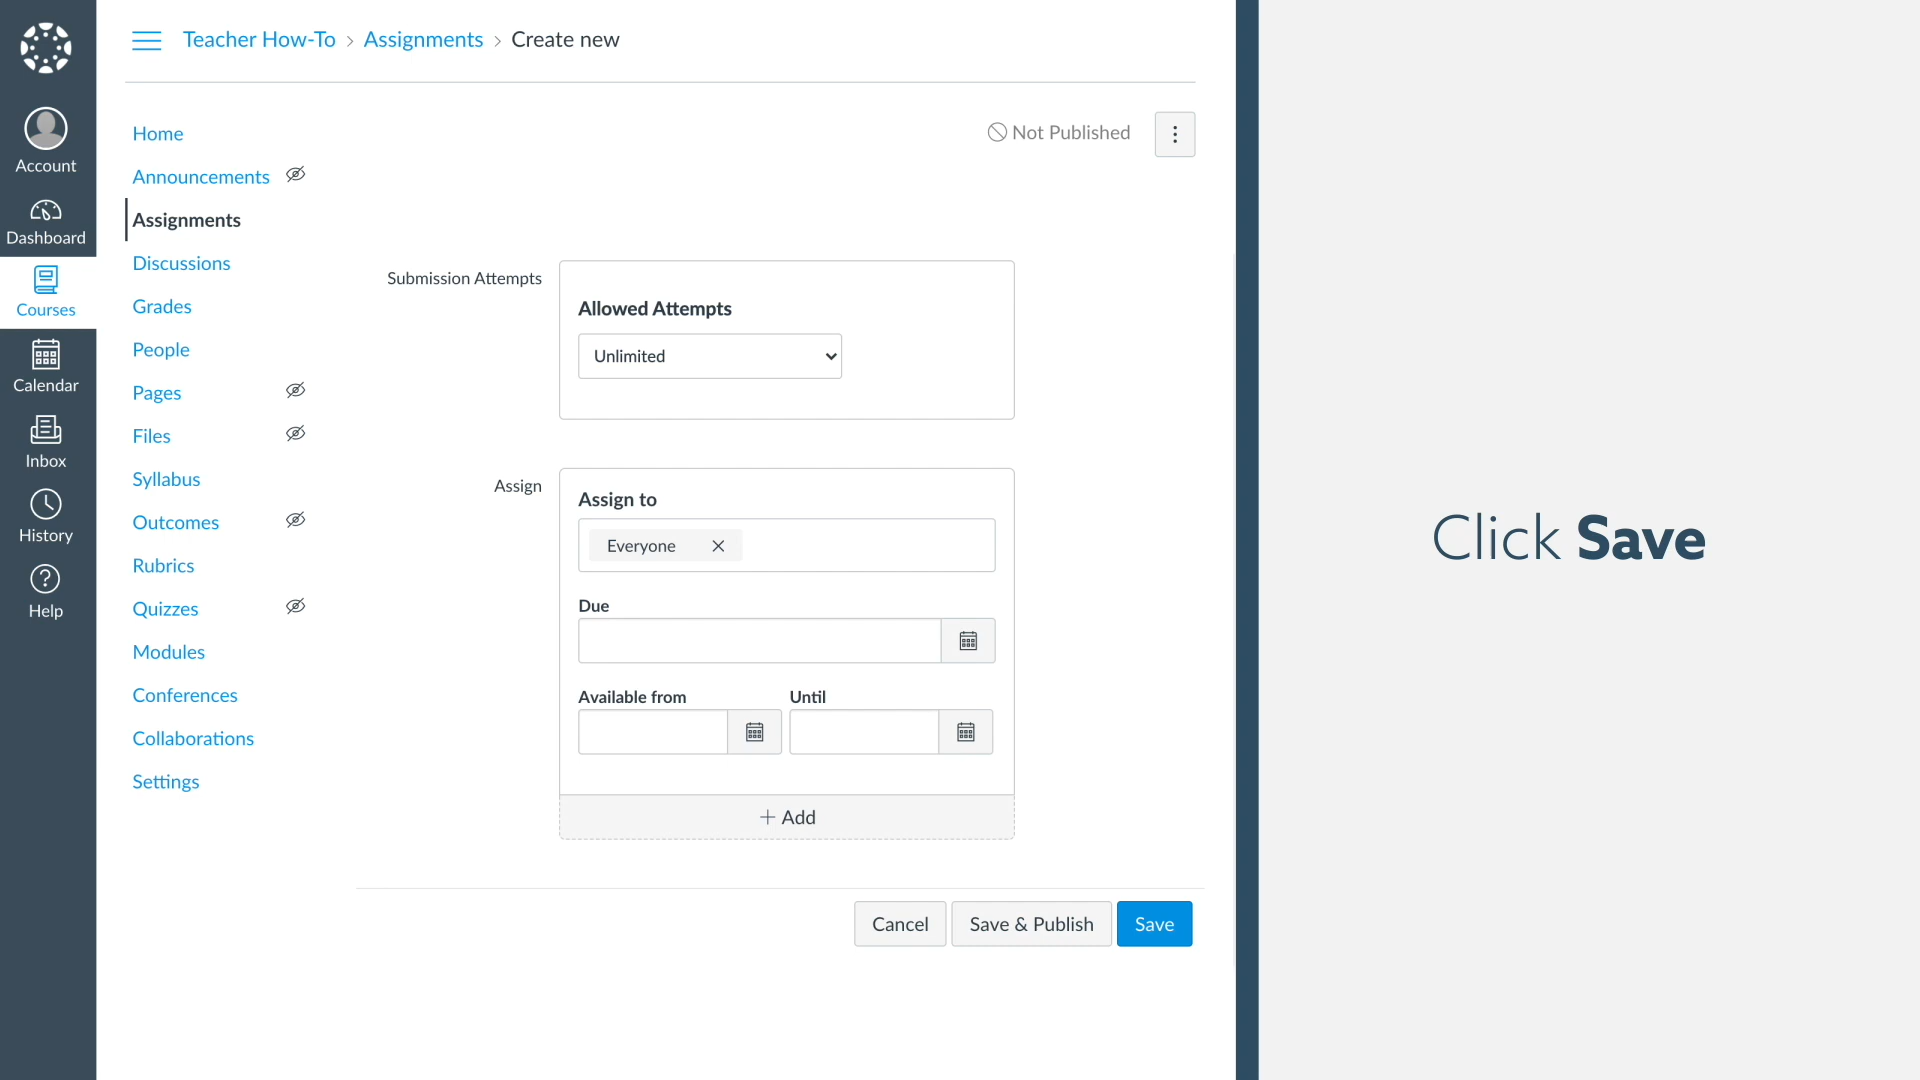 Teacher How-To > Assignments > Create new
Account
Dashboard
Courses
Calendar
Inbox
History
Help
Home
Announcements
Assignments
Discussions
Grades
People
Pages
Files
Syllabus
Outcomes
Rubrics
Quizzes
Modules
Conferences
Collaborations
Settings
Not Published
Submission Attempts
Allowed Attempts
Unlimited
Assign
Assign to
Everyone
Due
Available from
Until
+ Add
Cancel
Save & Publish
Save
Click Save